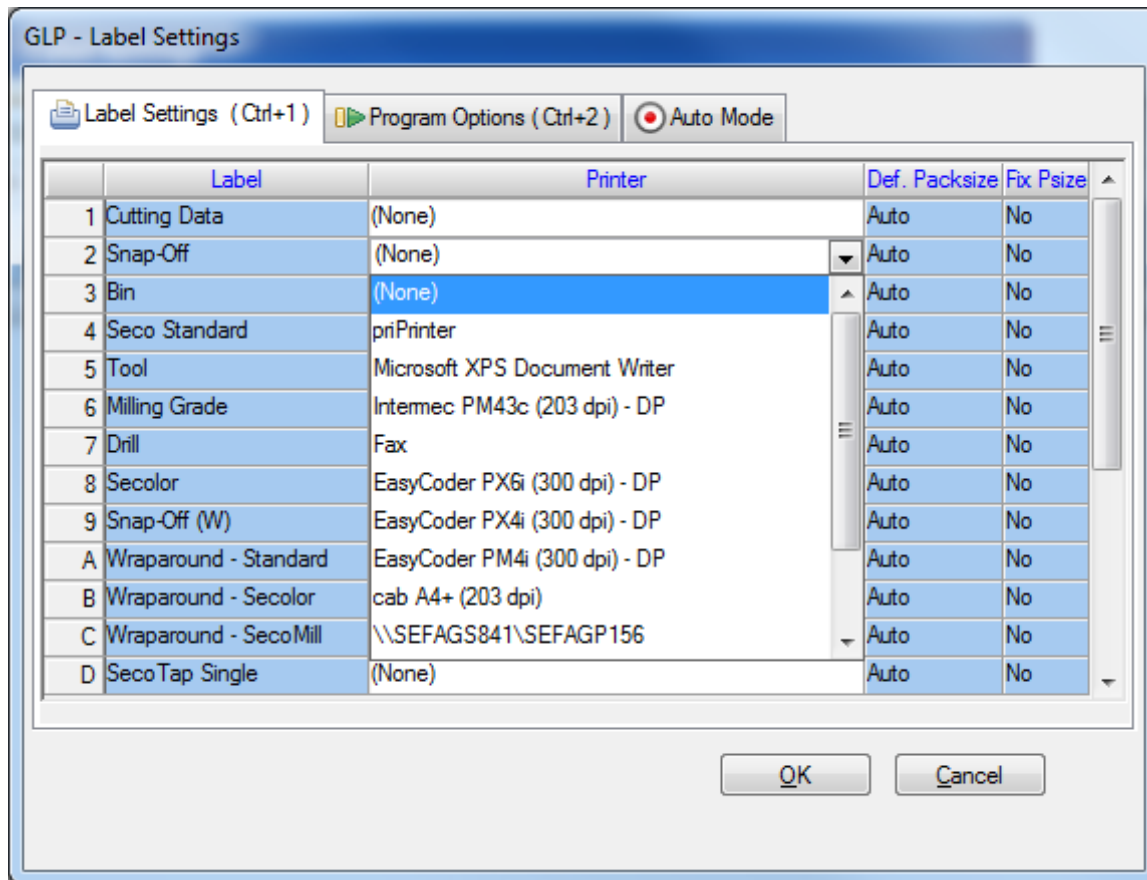 GLP - Label Settings
Label Settings ( Ctrl+1 ) Program Options ( Ctrl+2 ) Auto Mode
Label Printer Def. Packsize Fix Psize
1 Cutting Data (None) Auto No
2 Snap-Off (None) Auto No
3 Bin (None) Auto No
4 Seco Standard priPrinter Auto No
5 Tool Microsoft XPS Document Writer Auto No
6 Milling Grade Intermec PM43c (203 dpi) - DP Auto No
7 Drill Fax Auto No
8 Secolor EasyCoder PX6i (300 dpi) - DP Auto No
9 Snap-Off (W) EasyCoder PX4i (300 dpi) - DP Auto No
A Wraparound - Standard EasyCoder PM4i (300 dpi) - DP Auto No
B Wraparound - Secolor cab A4+ (203 dpi) Auto No
C Wraparound - SecoMill \\SEFAGS841\SEFAGP156 Auto No
D SecoTap Single (None) Auto No
OK Cancel